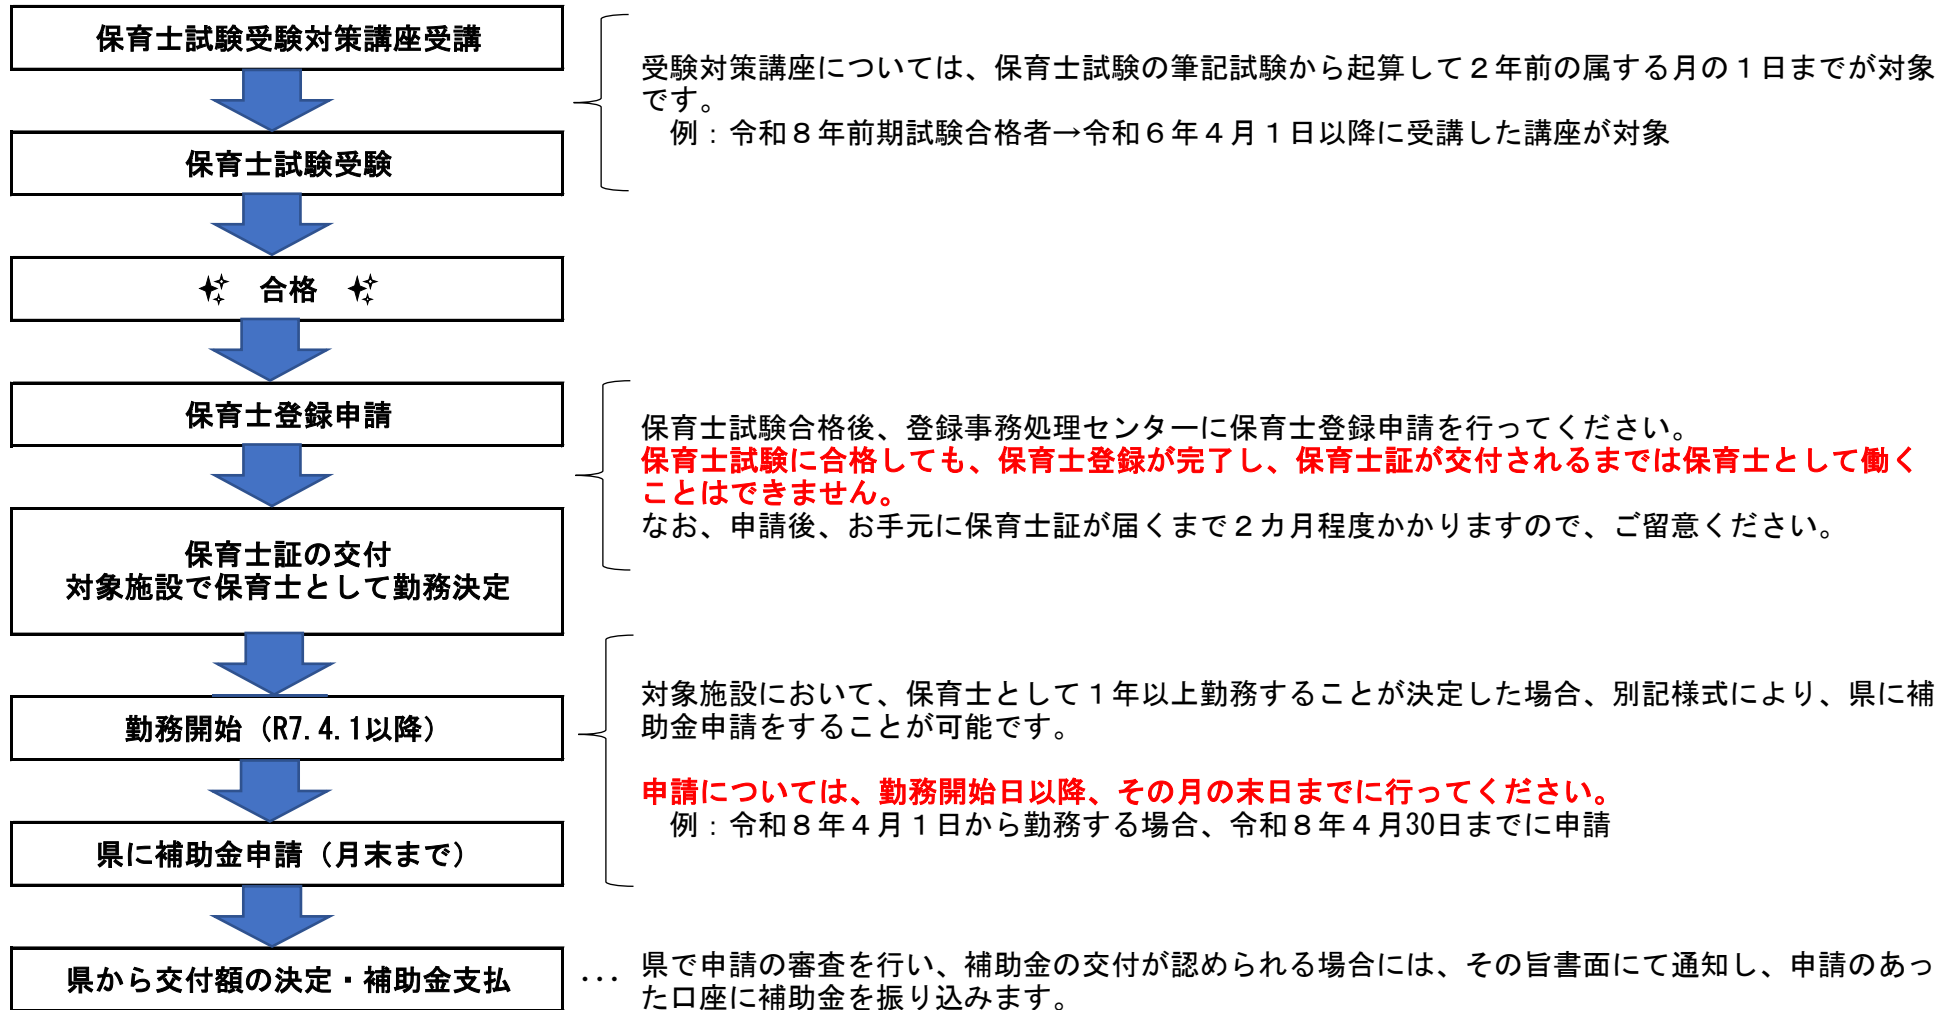 保育士試験受験対策講座受講
受験対策講座については、保育士試験の筆記試験から起算して２年前の属する月の１日までが対象
です。
例：令和８年前期試験合格者→令和６年４月１日以降に受講した講座が対象
保育士試験受験
合格
保育士登録申請
保育士試験合格後、登録事務処理センターに保育士登録申請を行ってください。
保育士試験に合格しても、保育士登録が完了し、保育士証が交付されるまでは保育士として働く
ことはできません。
なお、申請後、お手元に保育士証が届くまで２カ月程度かかりますので、ご留意ください。
保育士証の交付
対象施設で保育士として勤務決定
勤務開始（R7.4.1以降）
対象施設において、保育士として１年以上勤務することが決定した場合、別記様式により、県に補
助金申請をすることが可能です。
申請については、勤務開始日以降、その月の末日までに行ってください。
例：令和８年４月１日から勤務する場合、令和８年４月30日までに申請
県に補助金申請（月末まで）
県から交付額の決定・補助金支払
… 県で申請の審査を行い、補助金の交付が認められる場合には、その旨書面にて通知し、申請のあっ
た口座に補助金を振り込みます。